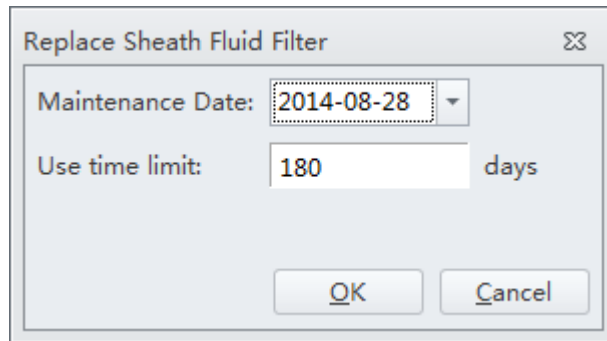 Replace Sheath Fluid Filter
Maintenance Date: 2014-08-28
Use time limit: 180 days
OK Cancel